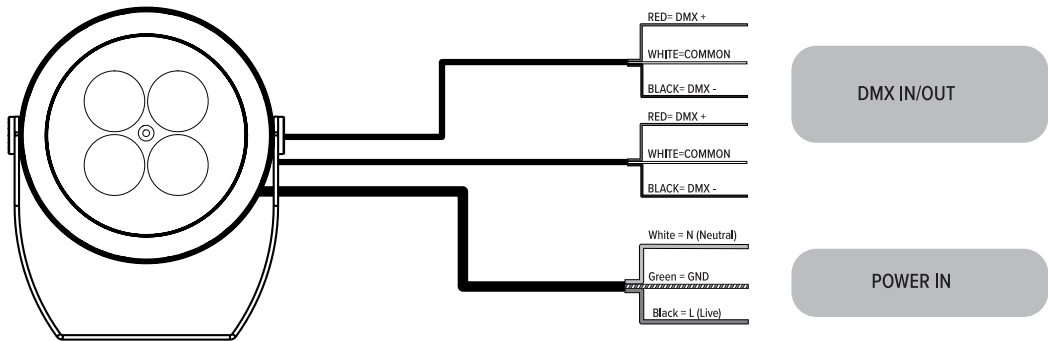 RED= DMX +
WHITE=COMMON
BLACK= DMX -
DMX IN/OUT
RED= DMX +
WHITE=COMMON
BLACK= DMX -
White = N (Neutral)
Green = GND
Black = L (Live)
POWER IN